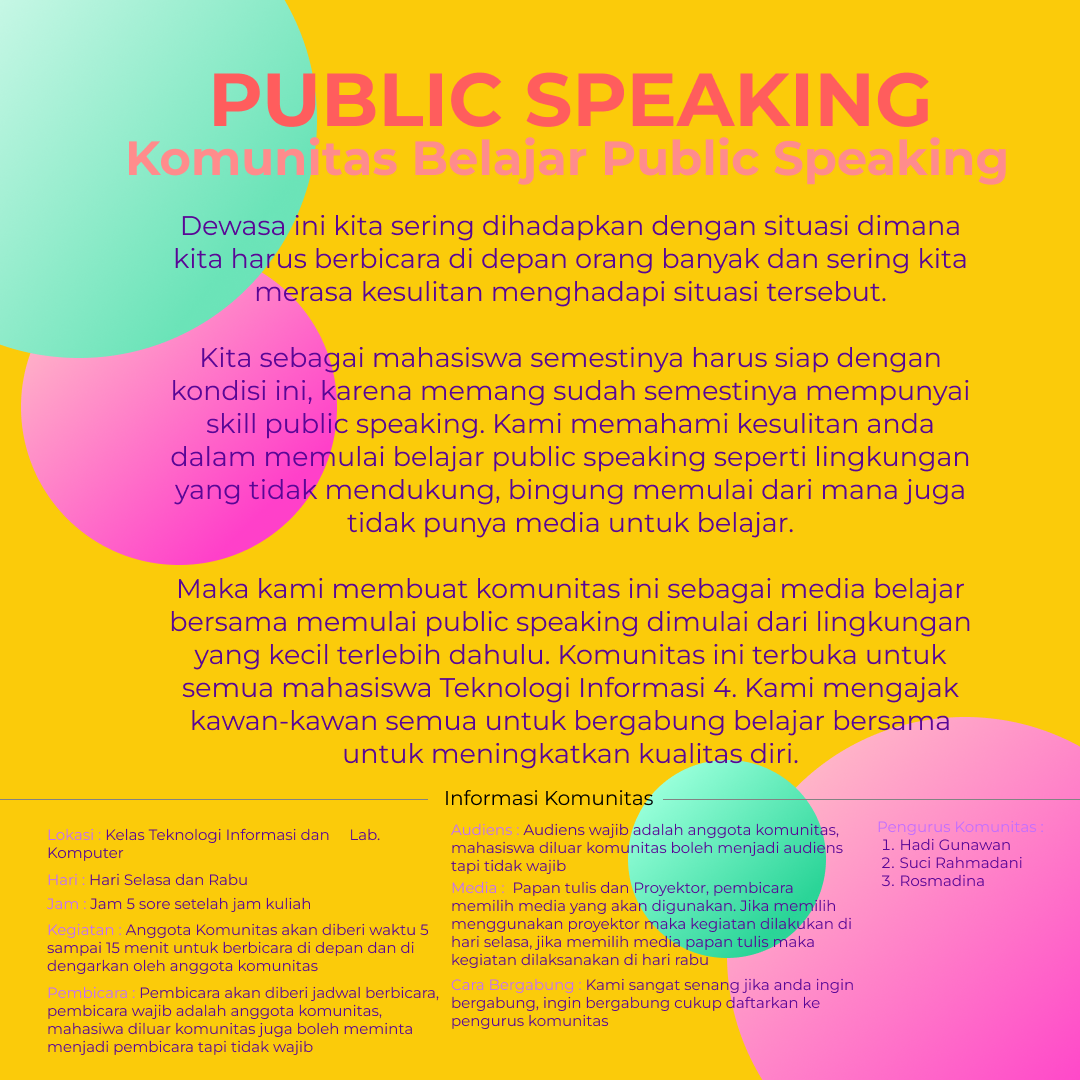 PUBLIC SPEAKING
Komunitas Belajar Public Speaking
Dewasa ini kita sering dihadapkan dengan situasi dimana
kita harus berbicara di depan orang banyak dan sering kita
merasa kesulitan menghadapi situasi tersebut.
Kita sebagai mahasiswa semestinya harus siap dengan
kondisi ini, karena memang sudah semestinya mempunyai
skill public speaking. Kami memahami kesulitan anda
dalam memulai belajar public speaking seperti lingkungan
yang tidak mendukung, bingung memulai dari mana juga
tidak punya media untuk belajar.
Maka kami membuat komunitas ini sebagai media belajar
bersama memulai public speaking dimulai dari lingkungan
yang kecil terlebih dahulu. Komunitas ini terbuka untuk
semua mahasiswa Teknologi Informasi 4. Kami mengajak
kawan-kawan semua untuk bergabung belajar bersama
untuk meningkatkan kualitas diri.
Informasi Komunitas
Lokasi : Kelas Teknologi Informasi dan Lab.
Komputer
Hari : Hari Selasa dan Rabu
Jam : Jam 5 sore setelah jam kuliah
Kegiatan : Anggota Komunitas akan diberi waktu 5
sampai 15 menit untuk berbicara di depan dan di
dengarkan oleh anggota komunitas
Pembicara : Pembicara akan diberi jadwal berbicara,
pembicara wajib adalah anggota komunitas,
mahasiwa diluar komunitas juga boleh meminta
menjadi pembicara tapi tidak wajib
Audiens : Audiens wajib adalah anggota komunitas,
mahasiswa diluar komunitas boleh menjadi audiens
tapi tidak wajib
Media : Papan tulis dan Proyektor, pembicara
memilih media yang akan digunakan. Jika memilih
menggunakan proyektor maka kegiatan dilakukan di
hari selasa, jika memilih media papan tulis maka
kegiatan dilaksanakan di hari rabu
Cara Bergabung : Kami sangat senang jika anda ingin
bergabung, ingin bergabung cukup daftarkan ke
pengurus komunitas
Pengurus Komunitas :
1. Hadi Gunawan
2. Suci Rahmadani
3. Rosmadina